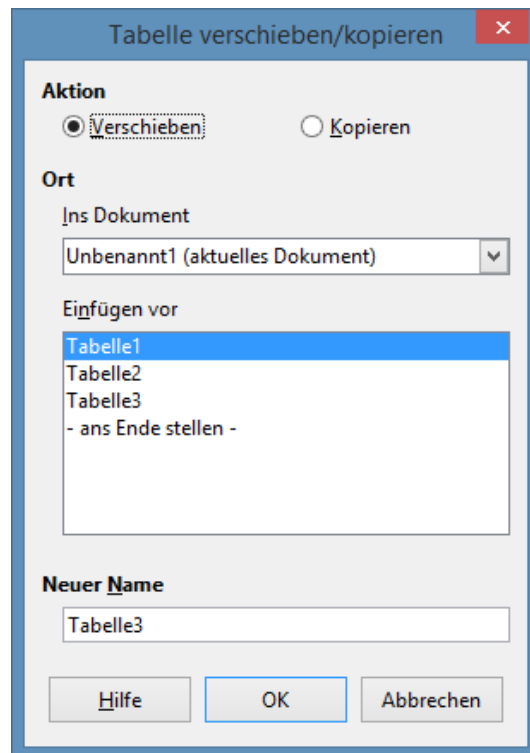 Tabelle verschieben/kopieren
Aktion
Verschieben Kopieren
Ort
Ins Dokument
Unbenannt1 (aktuelles Dokument)
Einfügen vor
Tabelle1
Tabelle2
Tabelle3
- ans Ende stellen -
Neuer Name
Tabelle3
Hilfe OK Abbrechen